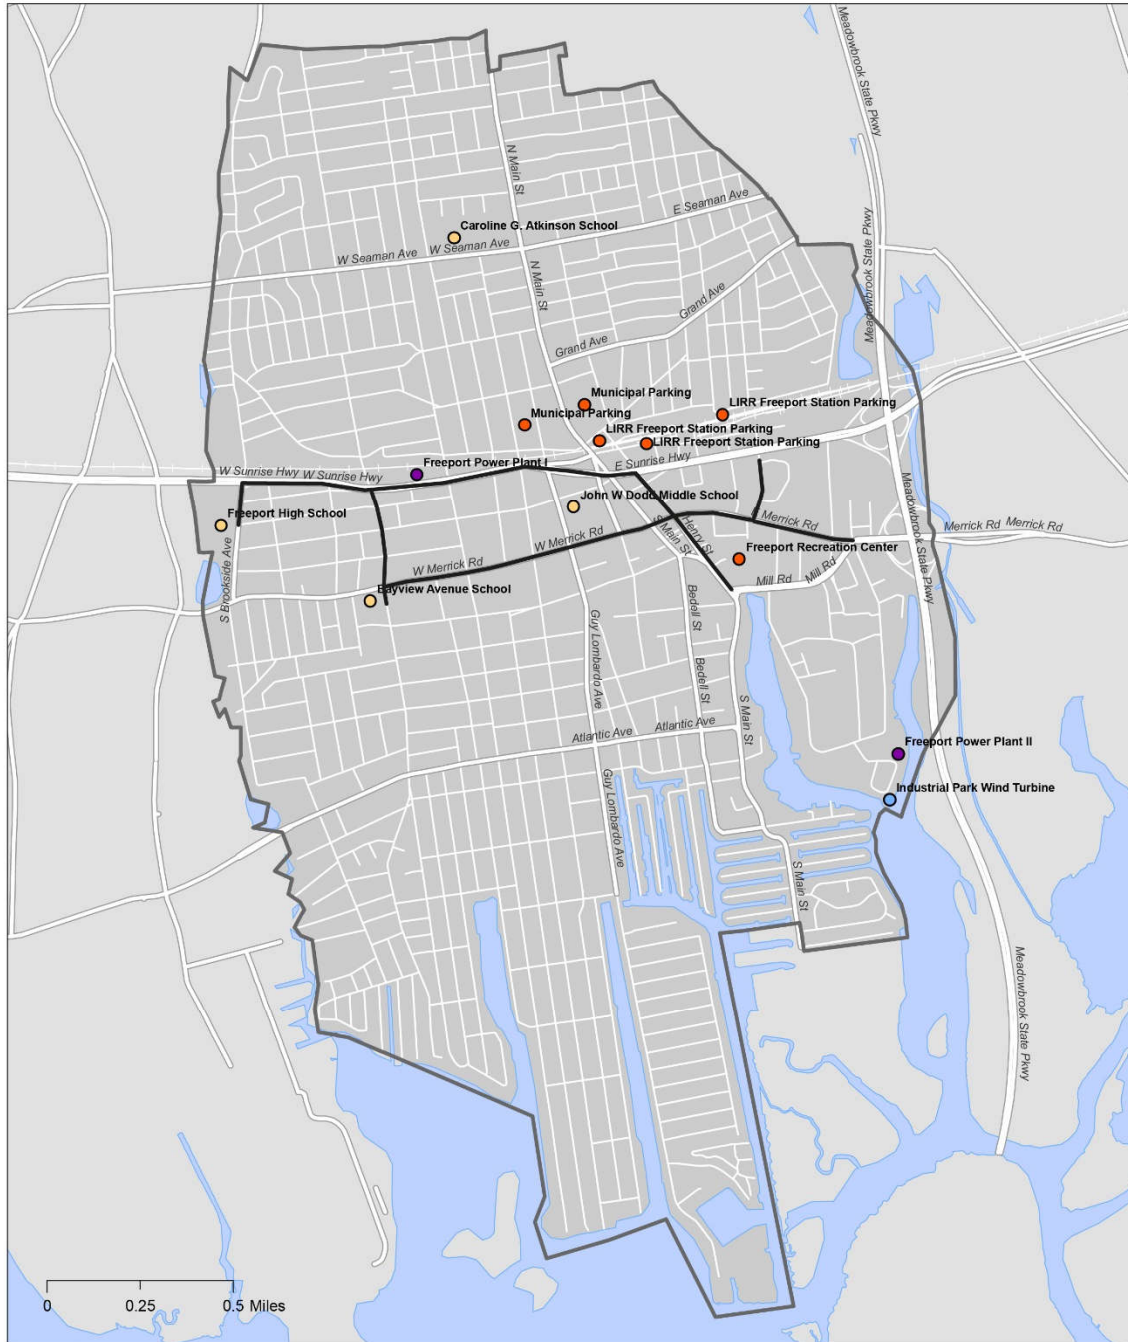 Meadowbrook State Pkwy
N Main St
E Seaman Ave
Caroline G. Atkinson School
W Seaman Ave
W Seaman Ave
Meadowbrook State Pkwy
N Main St
Grand Ave
Meadowbrook State Pkwy
Grand Ave
Municipal Parking
LIRR Freeport Station Parking
Municipal Parking
LIRR Freeport Station Parking
LIRR Freeport Station Parking
Freeport Power Plant I
E Sunrise Hwy
W Sunrise Hwy
W Sunrise Hwy
John W Dodd Middle School
Freeport High School
E Merrick Rd
Merrick Rd
Merrick Rd
Henry St
S Main St
W Merrick Rd
Freeport Recreation Center
Meadowbrook State Pkwy
W Merrick Rd
Mill Rd
Mill Rd
S Brookside Ave
Bayview Avenue School
Bedell St
Guy Lombardo Ave
Bedell St
S Main St
Atlantic Ave
Atlantic Ave
Freeport Power Plant II
Industrial Park Wind Turbine
Guy Lombardo Ave
S Main St
Meadowbrook State Pkwy
0 0.25 0.5 Miles